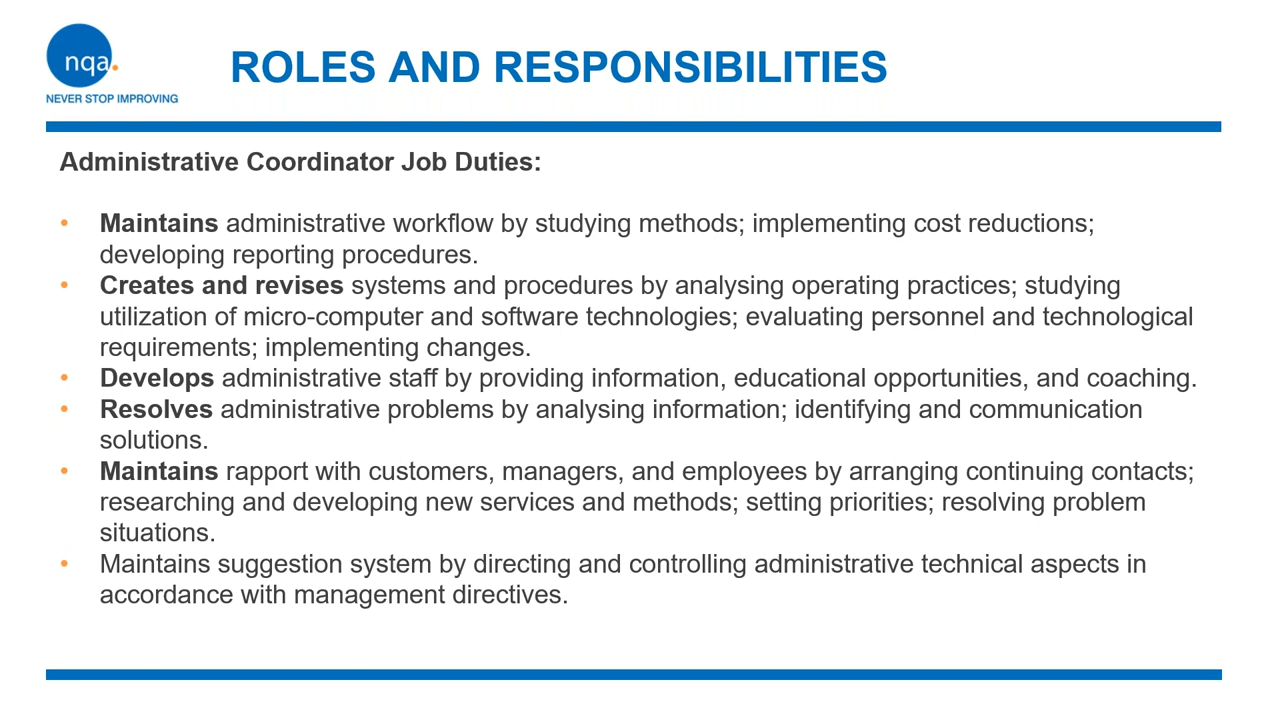 nqa.
NEVER STOP IMPROVING
ROLES AND RESPONSIBILITIES
Administrative Coordinator Job Duties:
• Maintains administrative workflow by studying methods; implementing cost reductions;
developing reporting procedures.
• Creates and revises systems and procedures by analysing operating practices; studying
utilization of micro-computer and software technologies; evaluating personnel and technological
requirements; implementing changes.
• Develops administrative staff by providing information, educational opportunities, and coaching.
• Resolves administrative problems by analysing information; identifying and communication
solutions.
• Maintains rapport with customers, managers, and employees by arranging continuing contacts;
researching and developing new services and methods; setting priorities; resolving problem
situations.
• Maintains suggestion system by directing and controlling administrative technical aspects in
accordance with management directives.